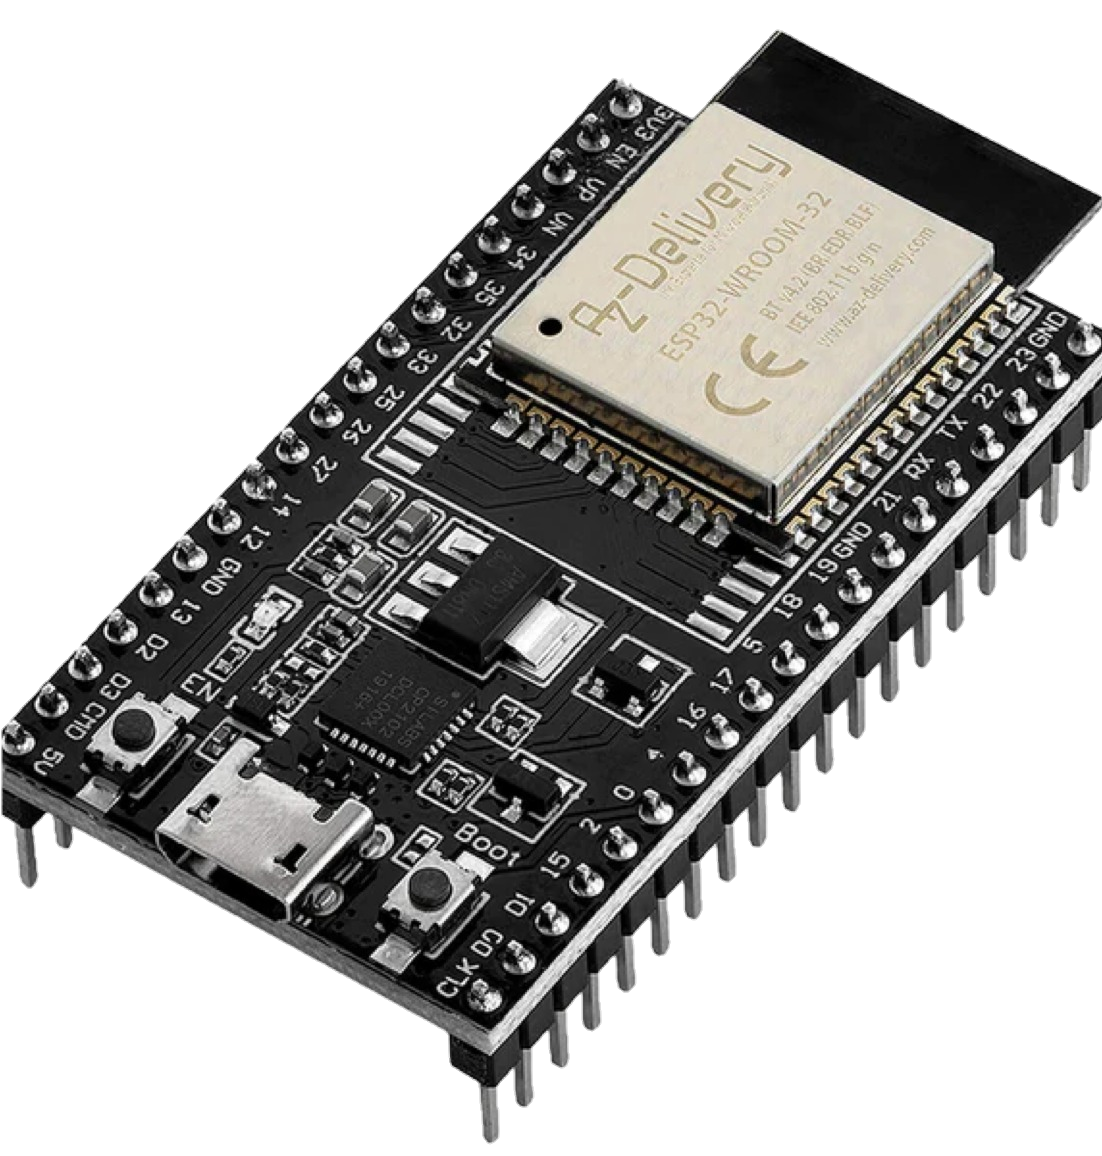 3V3
EN
VP
VN
34
35
32
33
25
26
27
14
12
GND
13
D2
D3
CMD
5V
Az-Delivery
ESP32-WROOM-32
BT v4.2 (BR/EDR/BLF)
IEE 802.11 b/g/n
www.az-delivery.com
CE
GND
23
22
TX
RX
21
GND
19
18
5
17
16
4
0
2
15
D1
D0
CLK
AMS1117
SILABS
CP2102
DCL00X
EN
Boot